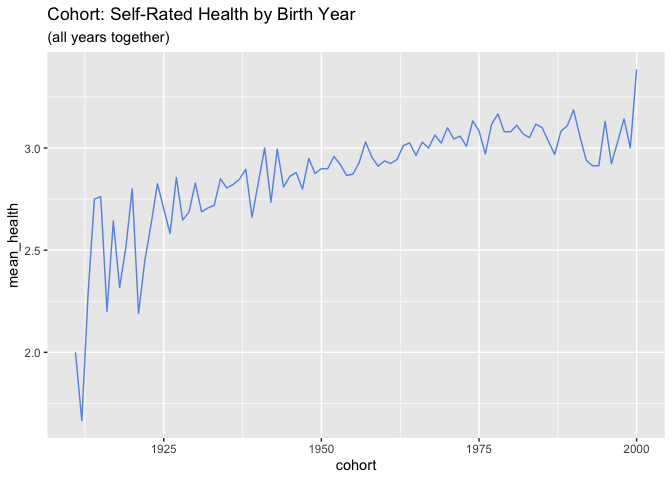 Cohort: Self-Rated Health by Birth Year
(all years together)
mean_health
3.0
2.5
2.0
1925
1950
1975
2000
cohort